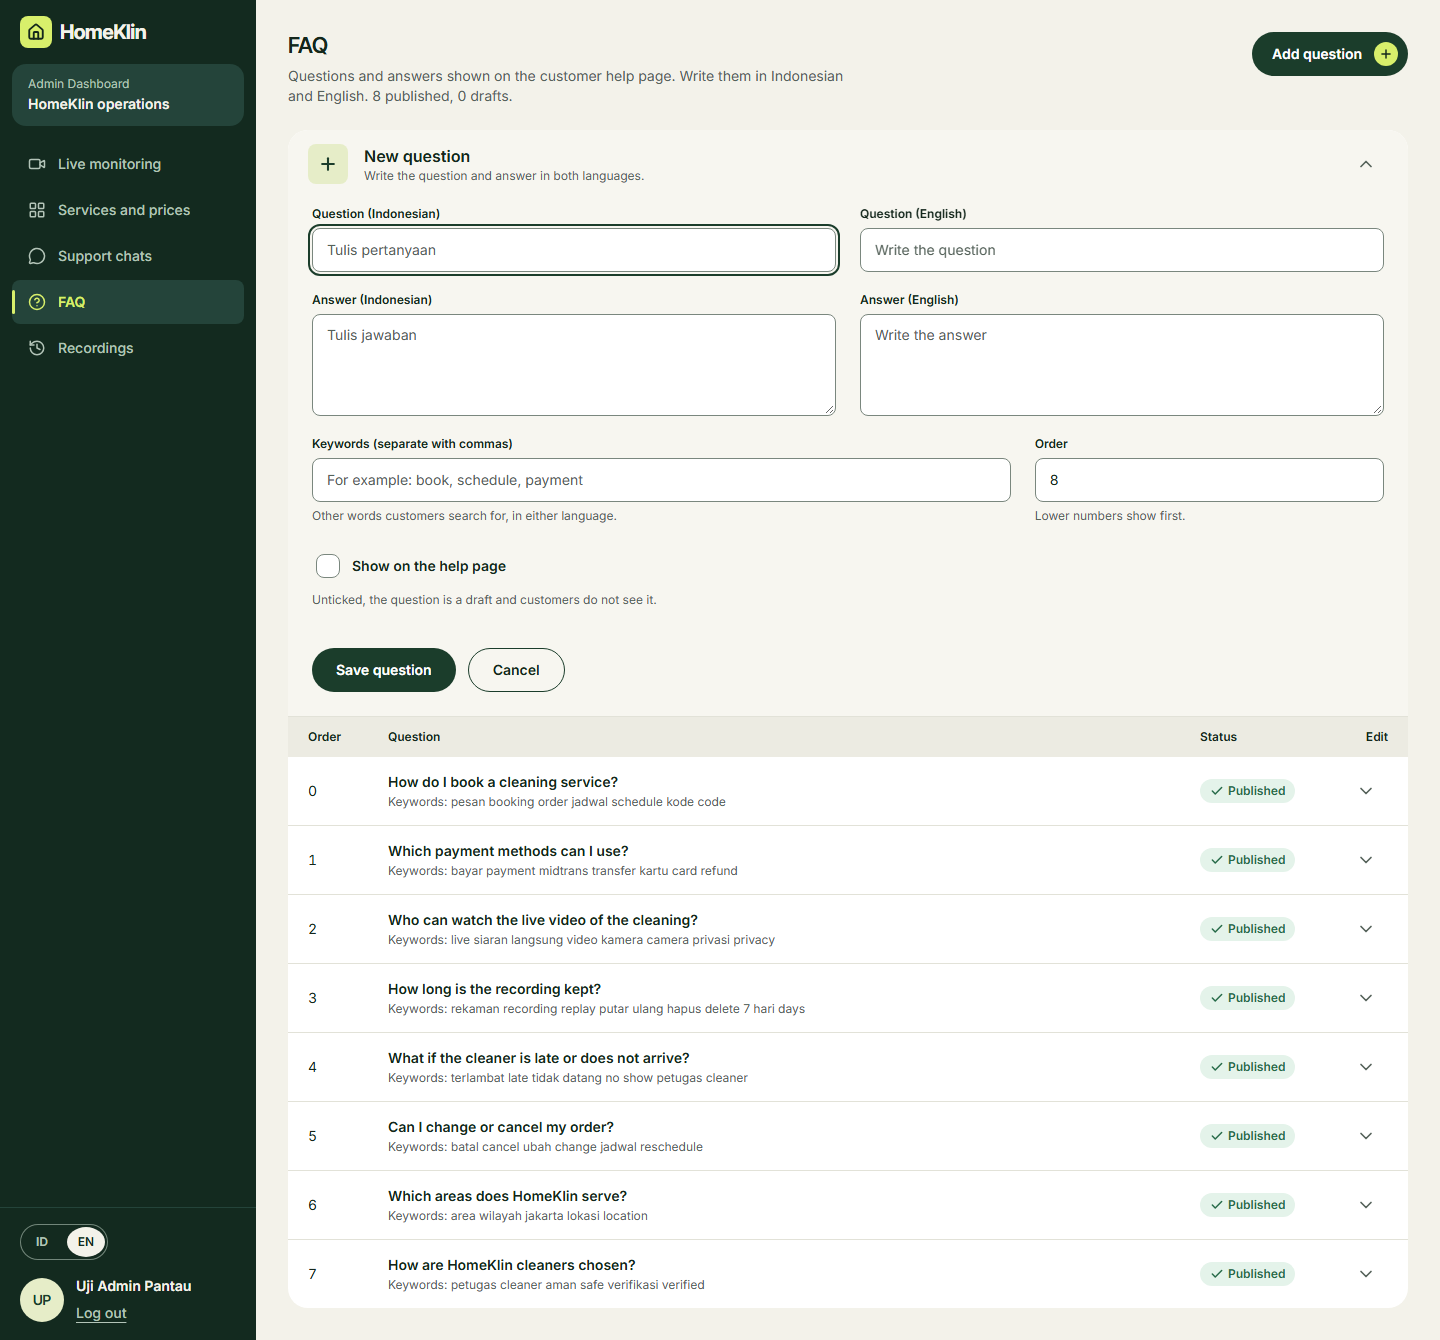 HomeKlin
Admin Dashboard
HomeKlin operations
Live monitoring
Services and prices
Support chats
FAQ
Recordings
ID
EN
UP
Uji Admin Pantau
Log out
FAQ
Questions and answers shown on the customer help page. Write them in Indonesian
and English. 8 published, 0 drafts.
Add question
New question
Write the question and answer in both languages.
Question (Indonesian)
Question (English)
Tulis pertanyaan
Write the question
Answer (Indonesian)
Answer (English)
Tulis jawaban
Write the answer
Keywords (separate with commas)
Order
For example: book, schedule, payment
8
Other words customers search for, in either language.
Lower numbers show first.
Show on the help page
Unticked, the question is a draft and customers do not see it.
Save question
Cancel
Order
Question
Status
Edit
0
How do I book a cleaning service?
Keywords: pesan booking order jadwal schedule kode code
Published
1
Which payment methods can I use?
Keywords: bayar payment midtrans transfer kartu card refund
Published
2
Who can watch the live video of the cleaning?
Keywords: live siaran langsung video kamera camera privasi privacy
Published
3
How long is the recording kept?
Keywords: rekaman recording replay putar ulang hapus delete 7 hari days
Published
4
What if the cleaner is late or does not arrive?
Keywords: terlambat late tidak datang no show petugas cleaner
Published
5
Can I change or cancel my order?
Keywords: batal cancel ubah change jadwal reschedule
Published
6
Which areas does HomeKlin serve?
Keywords: area wilayah jakarta lokasi location
Published
7
How are HomeKlin cleaners chosen?
Keywords: petugas cleaner aman safe verifikasi verified
Published